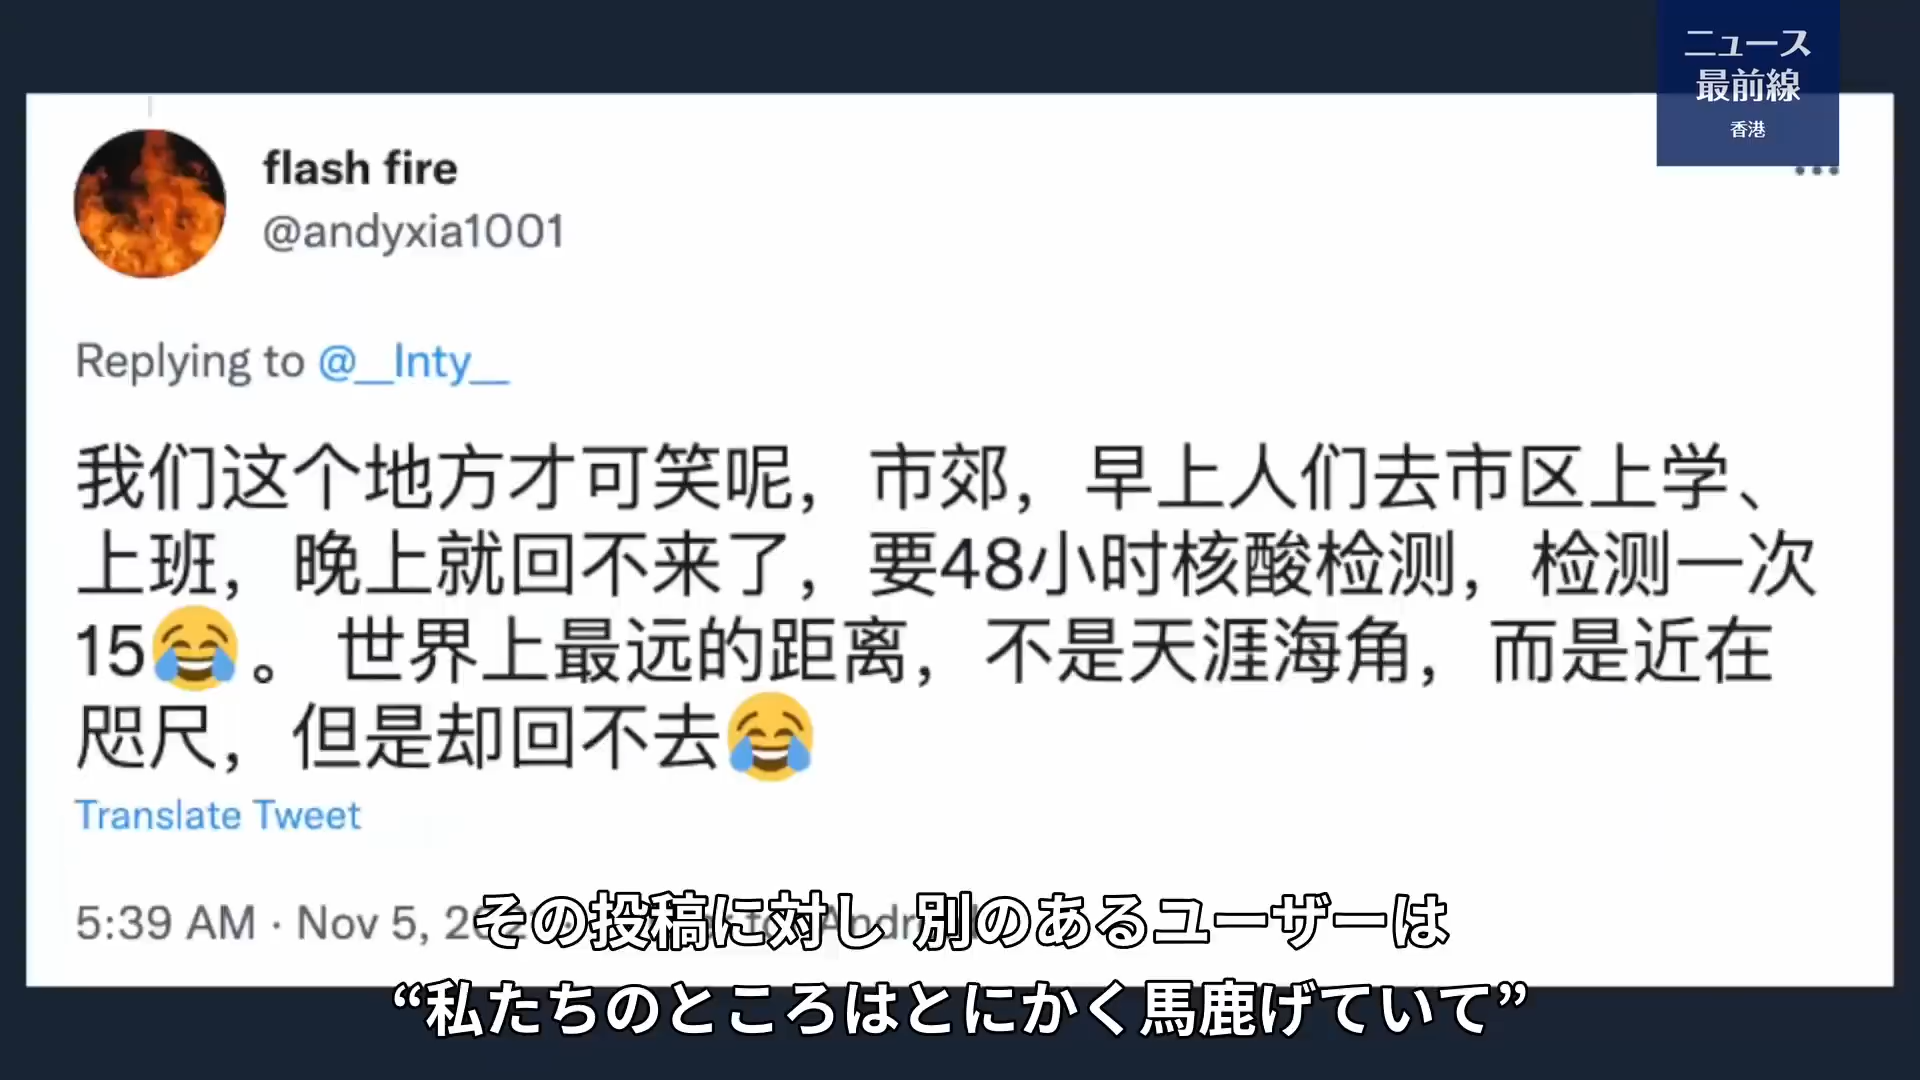 ニュース
最前線
香港
flash fire
@andyxia1001
Replying to @__Inty__
我们这个地方才可笑呢，市郊，早上人们去市区上学、
上班，晚上就回不来了，要48小时核酸检测，检测一次
15😂。 世界上最远的距离，不是天涯海角，而是近在
咫尺，但是却回不去😂
Translate Tweet
5:39 AM · Nov 5,
その投稿に対し 別のあるユーザーは
“私たちのところはとにかく馬鹿げていて”